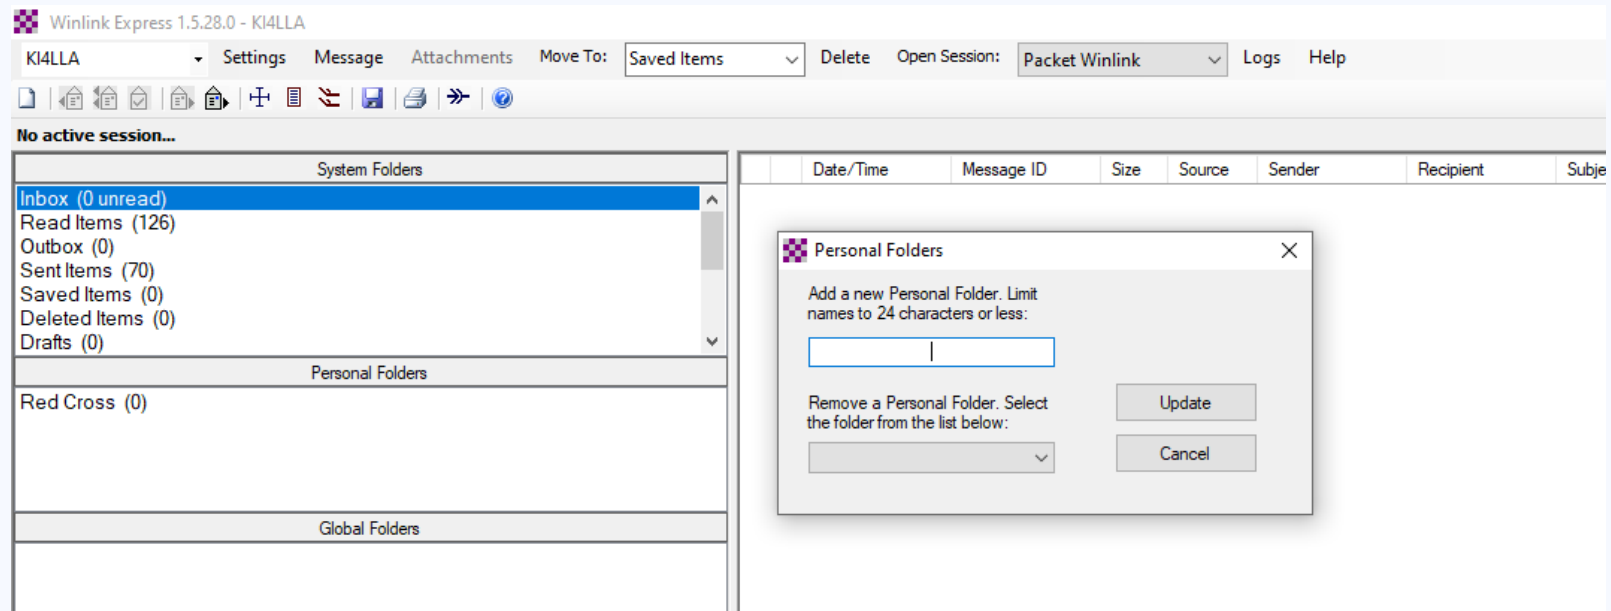 Winlink Express 1.5.28.0 - KI4LLA
KI4LLA Settings Message Attachments Move To: Saved Items Delete Open Session: Packet Winlink Logs Help
No active session...
System Folders
Inbox (0 unread)
Read Items (126)
Outbox (0)
Sent Items (70)
Saved Items (0)
Deleted Items (0)
Drafts (0)
Personal Folders
Red Cross (0)
Global Folders
Date/Time Message ID Size Source Sender Recipient Subje
Personal Folders
Add a new Personal Folder. Limit
names to 24 characters or less:
Remove a Personal Folder. Select
the folder from the list below:
Update
Cancel